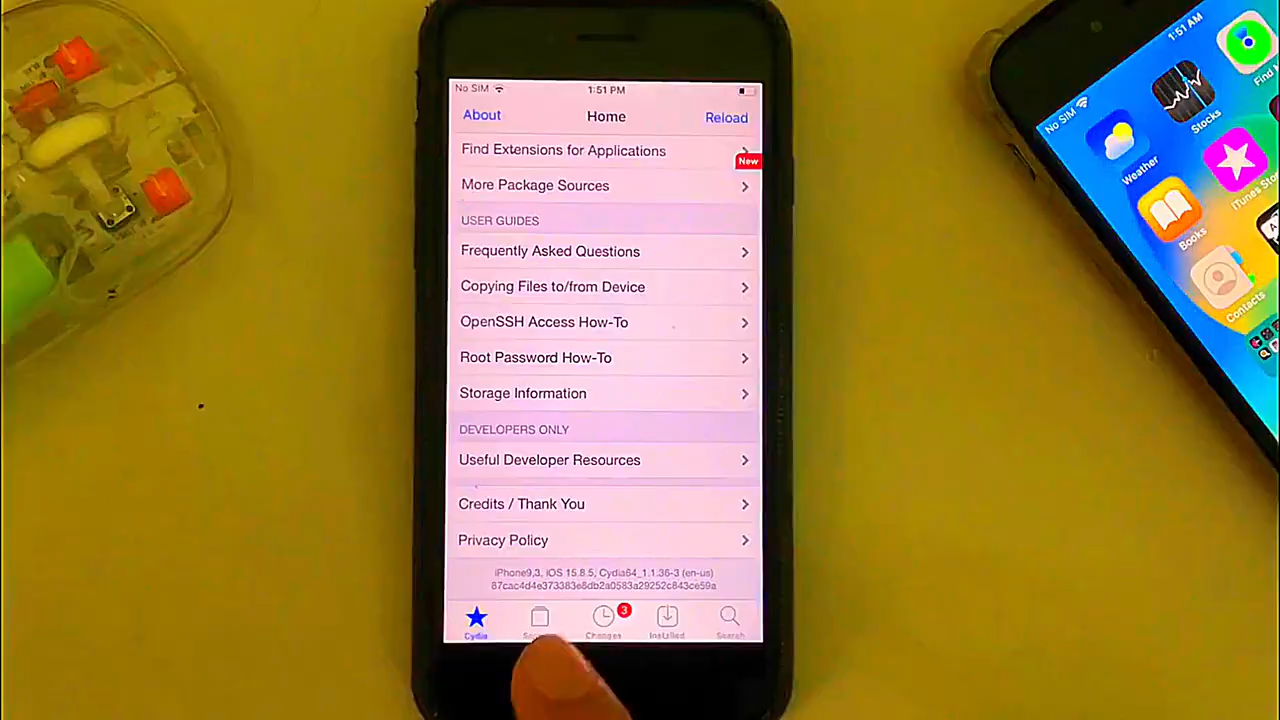 No SIM 1:51 PM
About Home Reload
Find Extensions for Applications
New
More Package Sources
USER GUIDES
Frequently Asked Questions
Copying Files to/from Device
OpenSSH Access How-To
Root Password How-To
Storage Information
DEVELOPERS ONLY
Useful Developer Resources
Credits / Thank You
Privacy Policy
iPhone9,3, iOS 15.8.5, Cydia64_1.1.36-3 (en-us)
87cac4d4e373383e8db2a0583a29252c843ce59a
3
Cydia Changes Installed Search
No SIM 1:51 AM
Weather Stocks Find
Books iTunes
Contacts